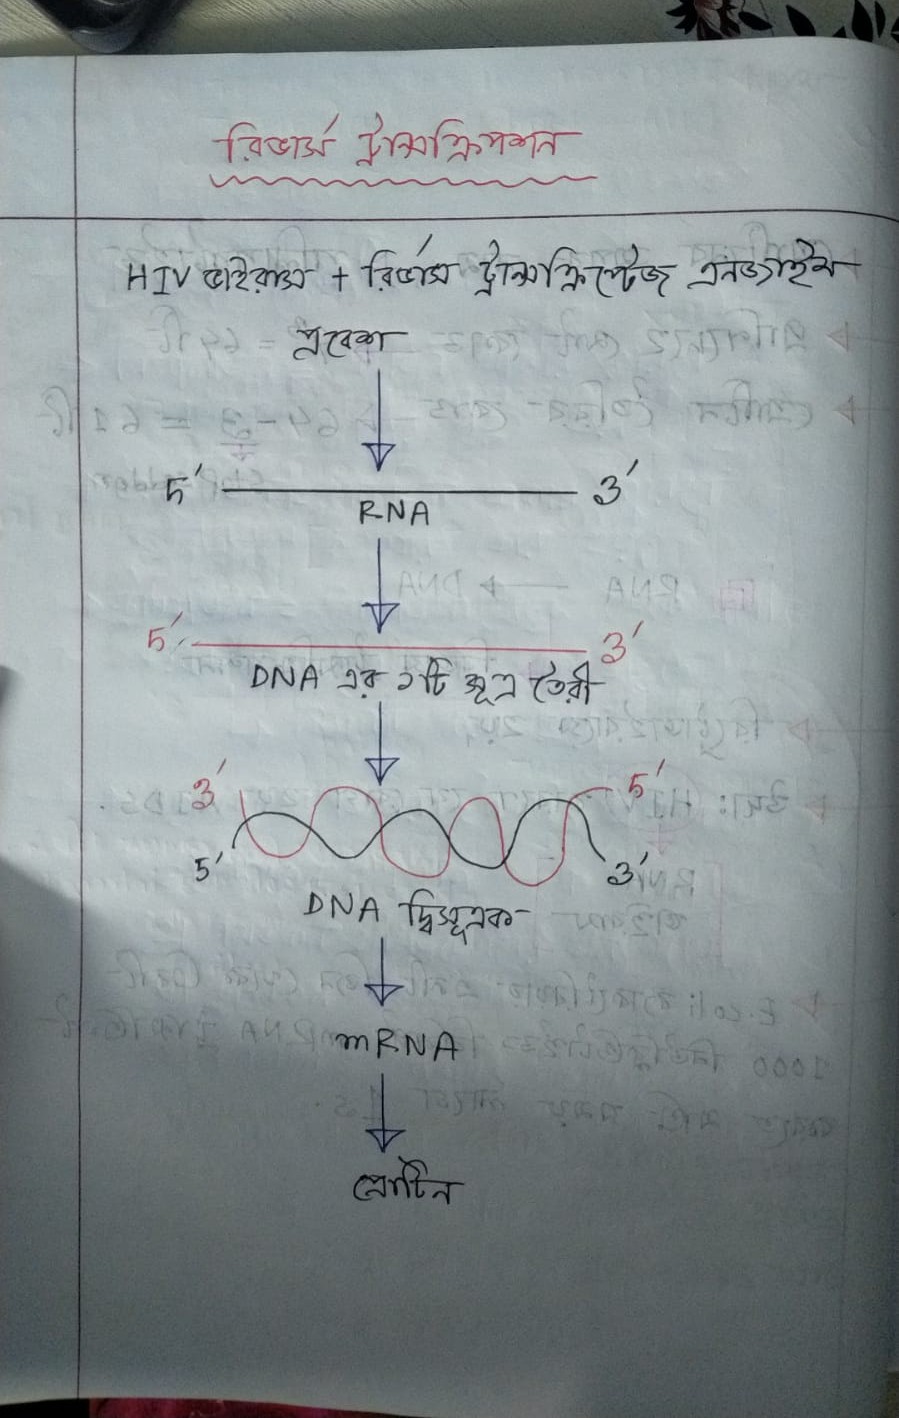 রিভার্স ট্রান্সক্রিপশন
HIV ভাইরাস + রিভার্স ট্রান্সক্রিপ্টেজ এনজাইম
প্রবেশ
5′ 3′
RNA
5′ 3′
DNA এর ১টি সূত্র তৈরী
3′ 5′
5′ 3′
DNA দ্বিসূত্রক
mRNA
প্রোটিন